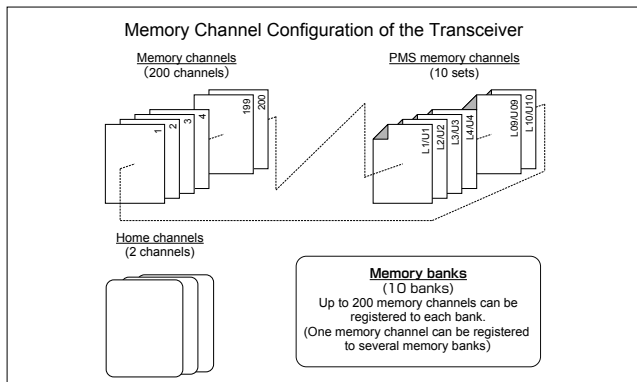 Memory Channel Configuration of the Transceiver
Memory channels
(200 channels)
1
2
3
4
199
200
PMS memory channels
(10 sets)
L1/U1
L2/U2
L3/U3
L4/U4
L09/U09
L10/U10
Home channels
(2 channels)
Memory banks
(10 banks)
Up to 200 memory channels can be
registered to each bank.
(One memory channel can be registered
to several memory banks)